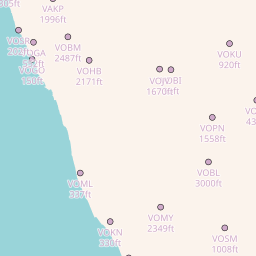 VAKP
1996ft
VOBM
2487ft
VOHB
2171ft
VOKU
920ft
VOPN
1558ft
VOBL
3000ft
VOML
337ft
VOMY
2349ft
VOKN
330ft
VOSM
1008ft